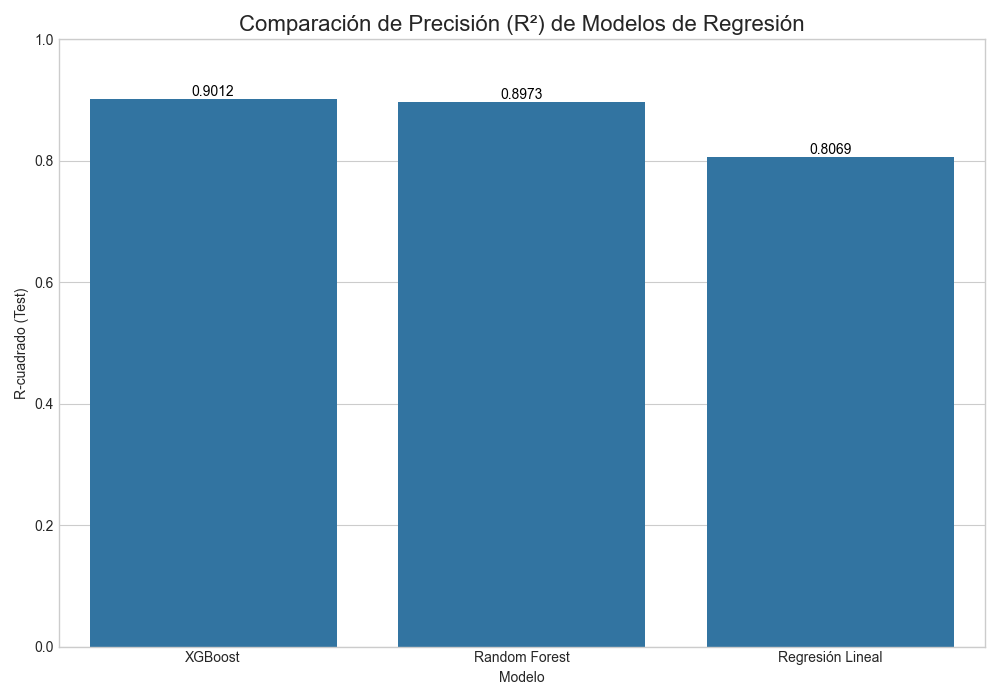 Comparación de Precisión (R²) de Modelos de Regresión
1.0
0.8
0.6
0.4
0.2
0.0
R-cuadrado (Test)
0.9012
0.8973
0.8069
XGBoost
Random Forest
Regresión Lineal
Modelo